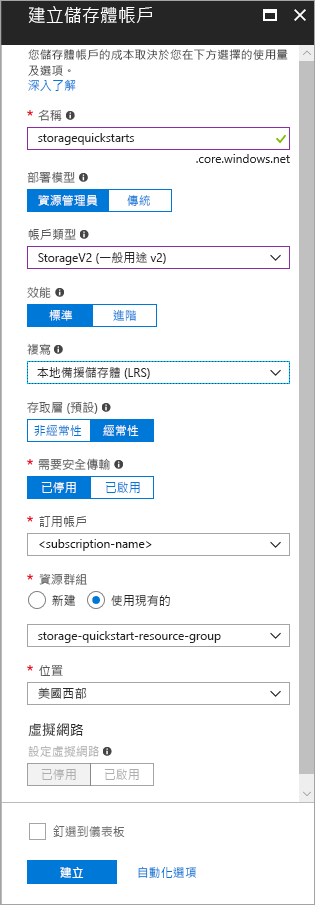 建立儲存體帳戶
您儲存體帳戶的成本取決於您在下方選擇的使用量
及選項。
深入了解
* 名稱
storagequickstarts
.core.windows.net
部署模型
資源管理員 傳統
帳戶類型
StorageV2 (一般用途 v2)
效能
標準 進階
複寫
本地備援儲存體 (LRS)
存取層 (預設)
非經常性 經常性
* 需要安全傳輸
已停用 已啟用
* 訂用帳戶
<subscription-name>
* 資源群組
新建 使用現有的
storage-quickstart-resource-group
* 位置
美國西部
虛擬網路
設定虛擬網路
已停用 已啟用
釘選到儀表板
建立 自動化選項